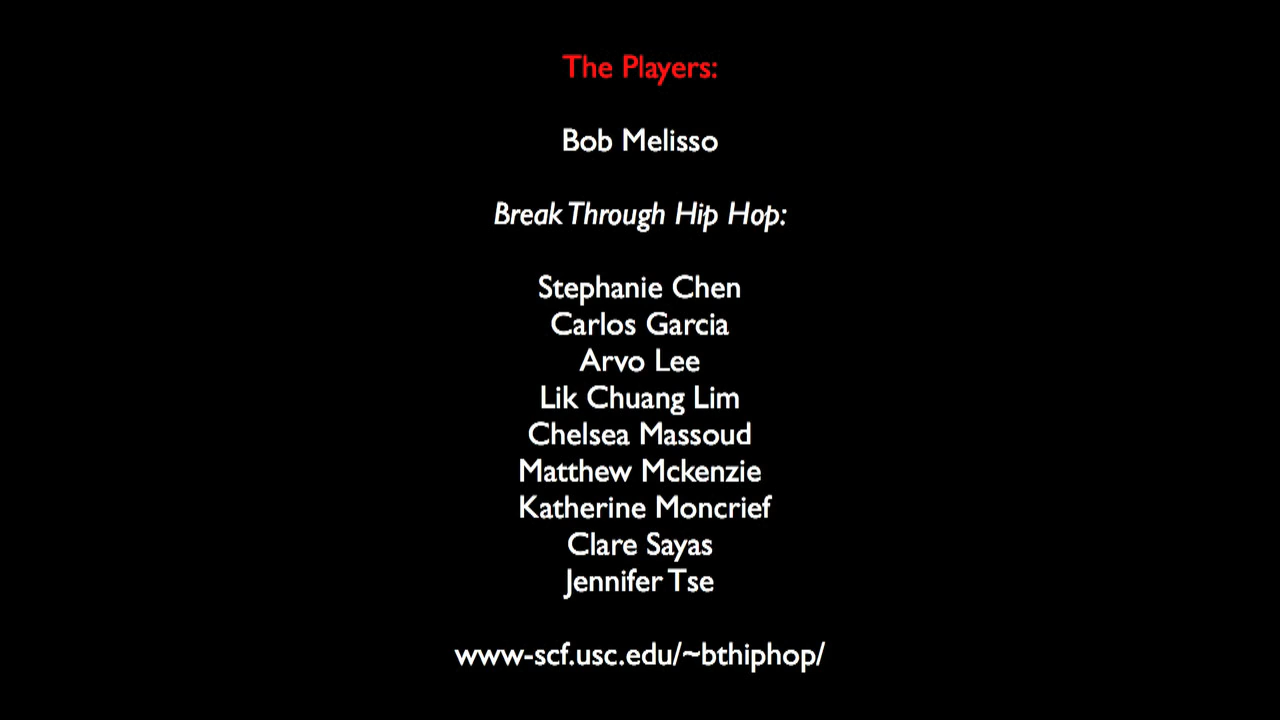 The Players:
Bob Melisso
Break Through Hip Hop:
Stephanie Chen
Carlos Garcia
Arvo Lee
Lik Chuang Lim
Chelsea Massoud
Matthew Mckenzie
Katherine Moncrief
Clare Sayas
Jennifer Tse
www-scf.usc.edu/~bthiphop/